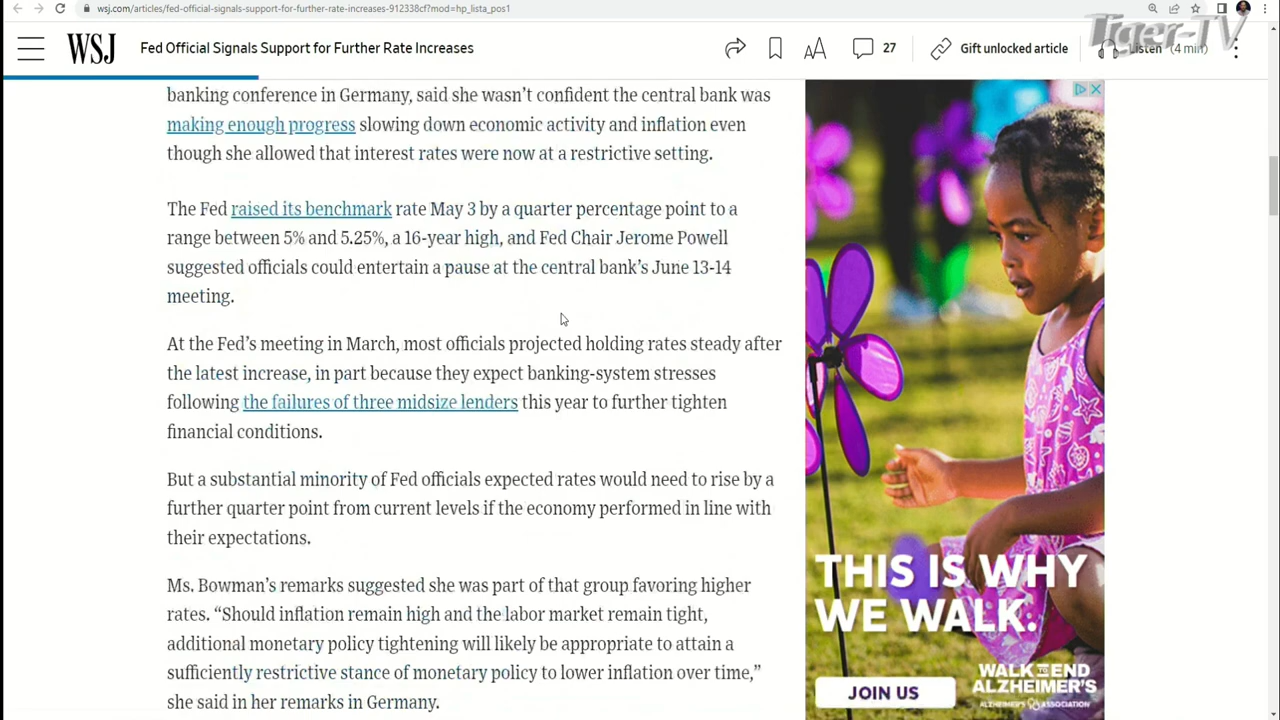 wsj.com/articles/fed-official-signals-support-for-further-rate-increases-912338cf?mod=hp_lista_pos1
Tiger-TV
WSJ
Fed Official Signals Support for Further Rate Increases
27
Gift unlocked article
Listen (4 min)
banking conference in Germany, said she wasn’t confident the central bank was
making enough progress slowing down economic activity and inflation even
though she allowed that interest rates were now at a restrictive setting.
The Fed raised its benchmark rate May 3 by a quarter percentage point to a
range between 5% and 5.25%, a 16-year high, and Fed Chair Jerome Powell
suggested officials could entertain a pause at the central bank’s June 13-14
meeting.
At the Fed’s meeting in March, most officials projected holding rates steady after
the latest increase, in part because they expect banking-system stresses
following the failures of three midsize lenders this year to further tighten
financial conditions.
But a substantial minority of Fed officials expected rates would need to rise by a
further quarter point from current levels if the economy performed in line with
their expectations.
Ms. Bowman’s remarks suggested she was part of that group favoring higher
rates. “Should inflation remain high and the labor market remain tight,
additional monetary policy tightening will likely be appropriate to attain a
sufficiently restrictive stance of monetary policy to lower inflation over time,”
she said in her remarks in Germany.
THIS IS WHY
WE WALK.
JOIN US
WALK TO END
ALZHEIMER'S
ALZHEIMER'S ASSOCIATION